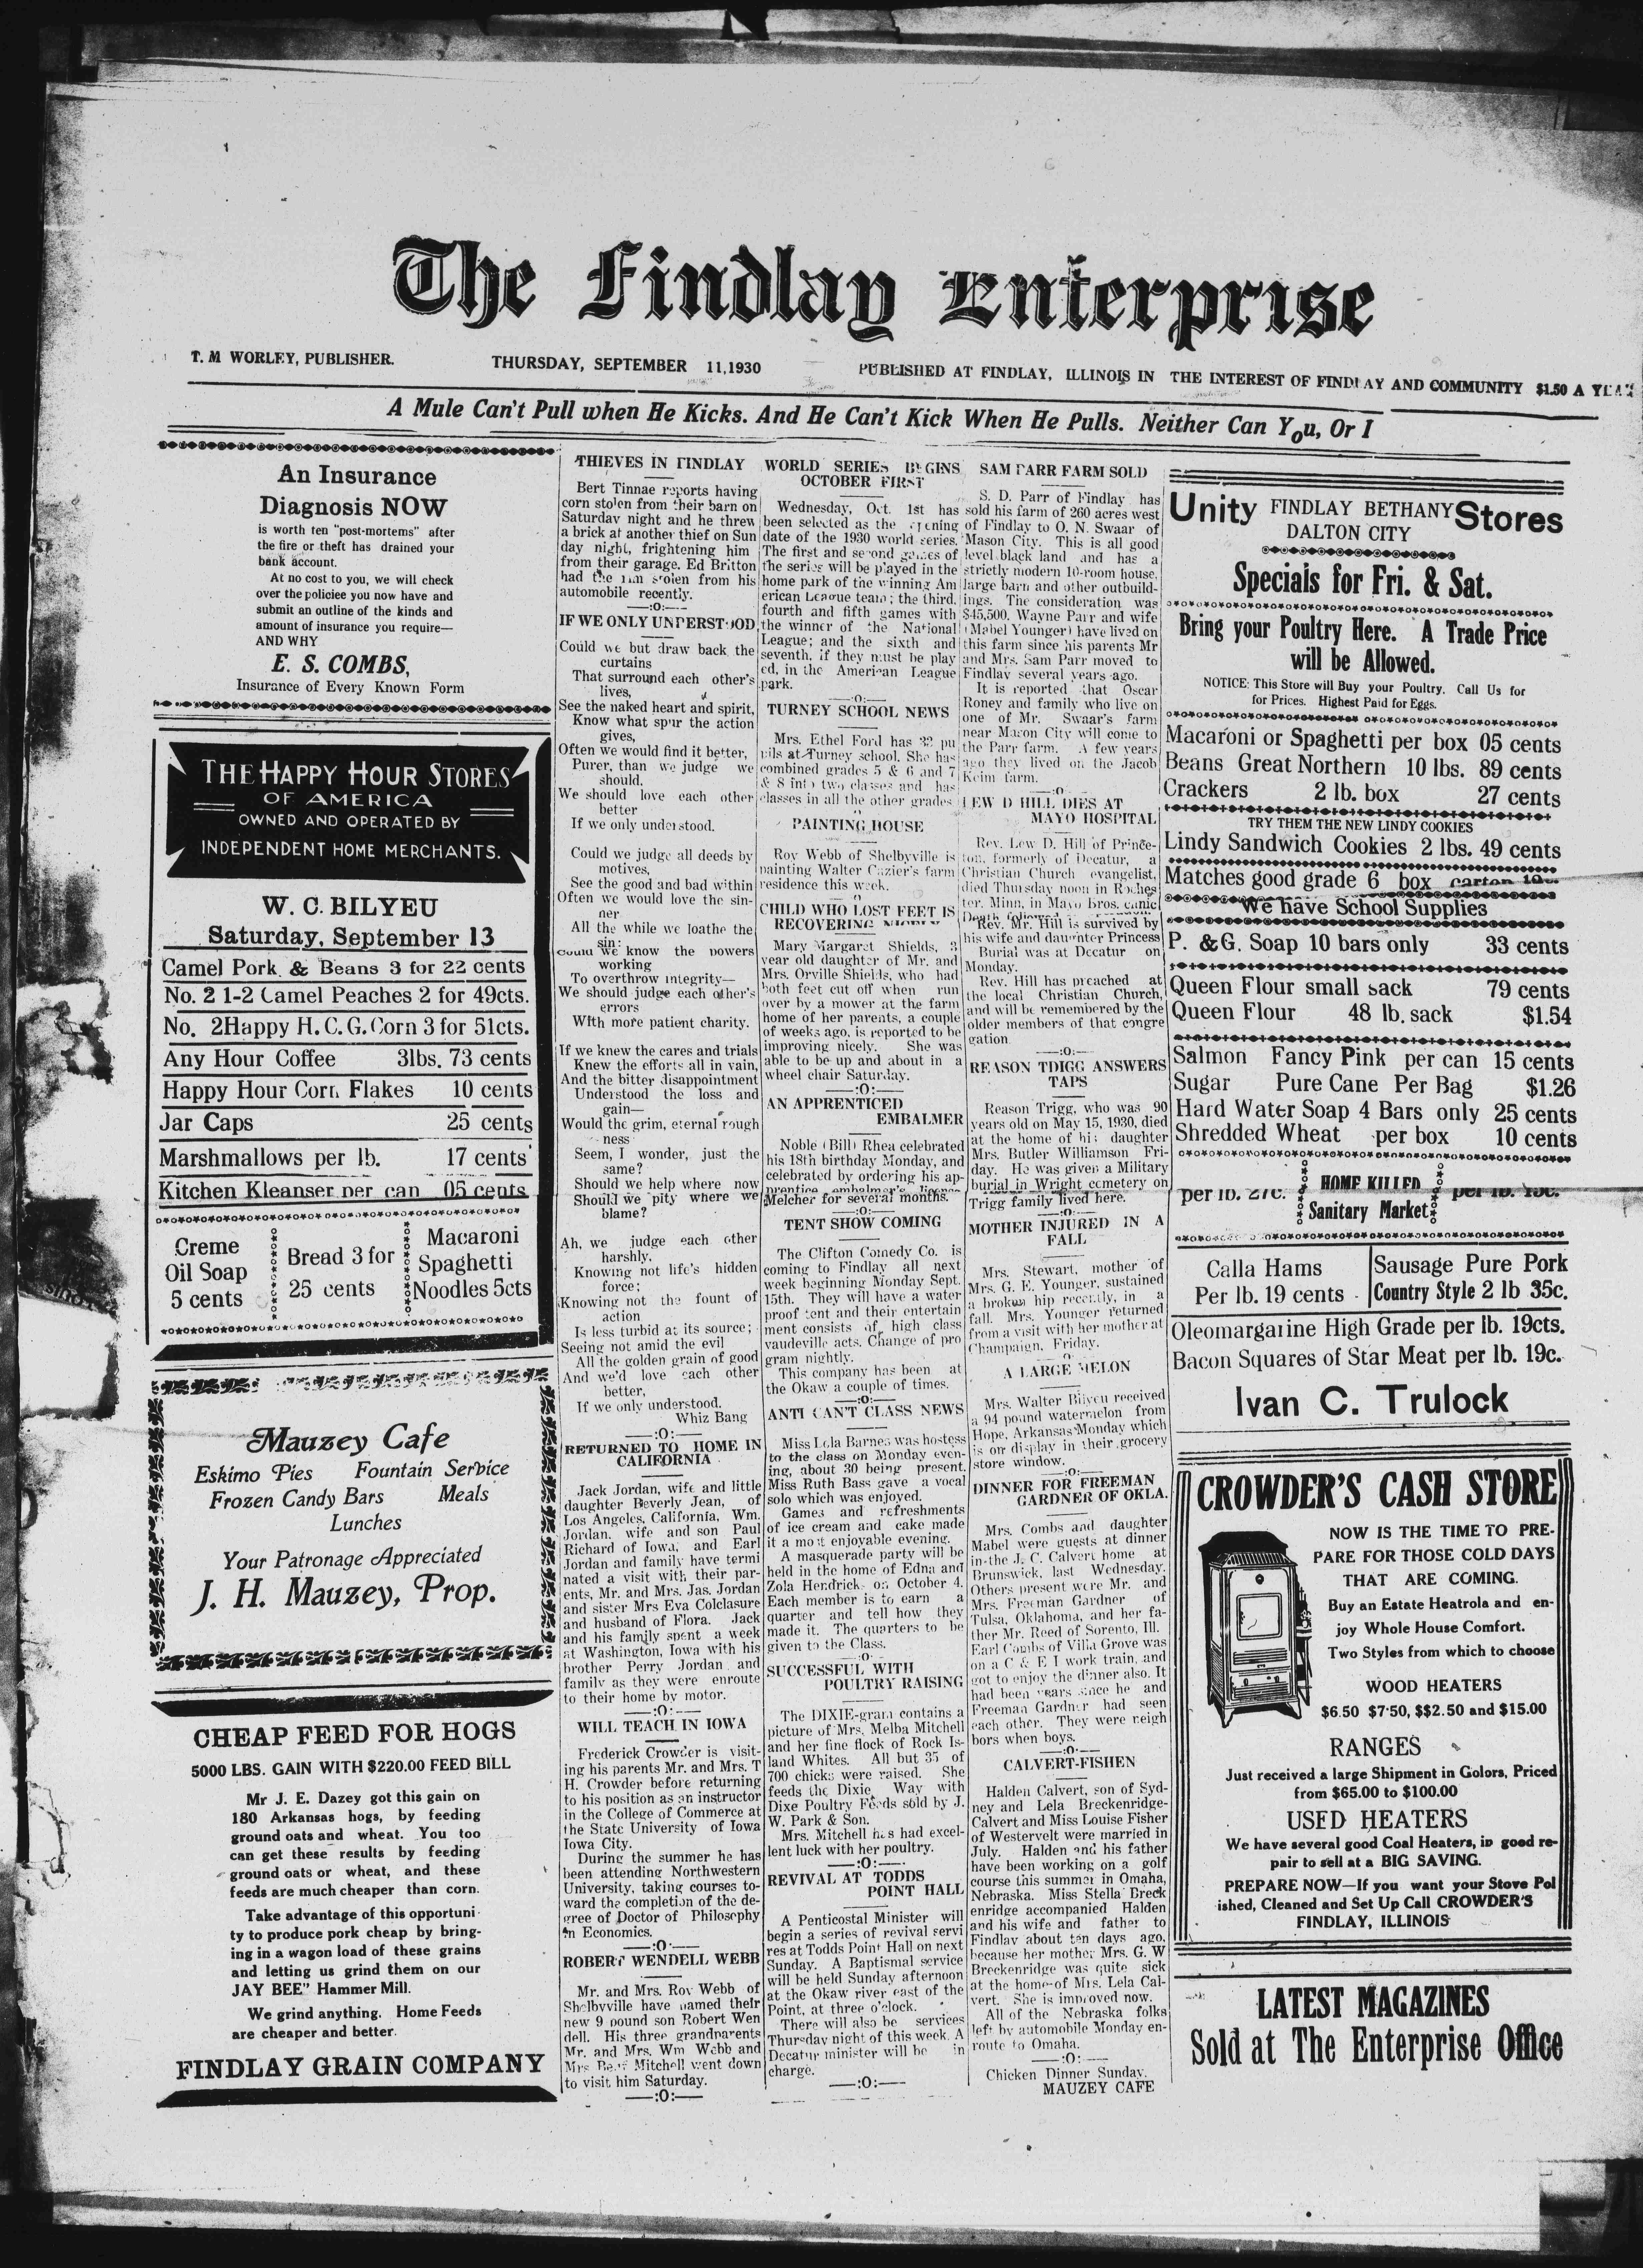 The Findlay Enterprise
T. M WORLEY, PUBLISHER.
THURSDAY, SEPTEMBER 11,1930
PUBLISHED AT FINDLAY, ILLINOIS IN THE INTEREST OF FINDLAY AND COMMUNITY $1.50 A YEAR
A Mule Can't Pull when He Kicks. And He Can't Kick When He Pulls. Neither Can You, Or I
An Insurance
Diagnosis NOW
is worth ten "post-mortems" after
the fire or theft has drained your
bank account.
At no cost to you, we will check
over the policiee you now have and
submit an outline of the kinds and
amount of insurance you require—
AND WHY
E. S. COMBS,
Insurance of Every Known Form
THE HAPPY HOUR STORES
OF AMERICA
OWNED AND OPERATED BY
INDEPENDENT HOME MERCHANTS.
W. C. BILYEU
Saturday, September 13
Camel Pork & Beans 3 for 22 cents
No. 2 1-2 Camel Peaches 2 for 49cts.
No. 2Happy H. C. G. Corn 3 for 51cts.
Any Hour Coffee 3lbs. 73 cents
Happy Hour Corn Flakes 10 cents
Jar Caps 25 cents
Marshmallows per lb. 17 cents
Kitchen Kleanser per can 05 cents
Creme
Oil Soap
5 cents
Bread 3 for
25 cents
Macaroni
Spaghetti
Noodles 5cts
Mauzey Cafe
Eskimo Pies Fountain Service
Frozen Candy Bars Meals
Lunches
Your Patronage Appreciated
J. H. Mauzey, Prop.
CHEAP FEED FOR HOGS
5000 LBS. GAIN WITH $220.00 FEED BILL
Mr J. E. Dazey got this gain on
180 Arkansas hogs, by feeding
ground oats and wheat. You too
can get these results by feeding
ground oats or wheat, and these
feeds are much cheaper than corn.
Take advantage of this opportuni-
ty to produce pork cheap by bring-
ing in a wagon load of these grains
and letting us grind them on our
JAY BEE" Hammer Mill.
We grind anything. Home Feeds
are cheaper and better.
FINDLAY GRAIN COMPANY
THIEVES IN FINDLAY
Bert Tinnae reports having
corn stolen from their barn on
Saturday night and he threw
a brick at another thief on Sun
day night, frightening him
from their garage. Ed Britton
had the stolen from his
automobile recently.
—:O:—
IF WE ONLY UNDERSTOOD
Could we but draw back the
curtains
That surround each other's
lives,
See the naked heart and spirit,
Know what spur the action
gives,
Often we would find it better,
Purer, than we judge we
should.
We should love each other
better
If we only understood.
Could we judge all deeds by
motives,
See the good and bad within
Often we would love the sin-
ner
All the while we loathe the
sin:
Could we know the powers
working
To overthrow integrity—
We should judge each other's
errors
With more patient charity.
If we knew the cares and trials
Knew the efforts all in vain,
And the bitter disappointment
Understood the loss and
gain—
Would the grim, eternal rough
ness
Seem, I wonder, just the
same?
Should we help where now
Should we pity where we
blame?
Ah, we judge each other
harshly,
Knowing not life's hidden
force;
Knowing not the fount of
action
Is less turbid at its source;
Seeing not amid the evil
All the golden grain of good
And we'd love each other
better,
If we only understood.
Whiz Bang
—:O:—
RETURNED TO HOME IN
CALIFORNIA
Jack Jordan, wife and little
daughter Beverly Jean, of
Los Angeles, California, Wm.
Jordan, wife and son Paul
Richard of Iowa, and Earl
Jordan and family have termi
nated a visit with their par-
ents, Mr. and Mrs. Jas. Jordan
and sister Mrs Eva Colclasure
and husband of Flora. Jack
and his family spent a week
at Washington, Iowa with his
brother Perry Jordan and
family as they were enroute
to their home by motor.
—:O:—
WILL TEACH IN IOWA
Frederick Crowder is visit-
ing his parents Mr. and Mrs. T
H. Crowder before returning
to his position as an instructor
in the College of Commerce at
the State University of Iowa
Iowa City.
During the summer he has
been attending Northwestern
University, taking courses to-
ward the completion of the de-
gree of Doctor of Philosophy
in Economics.
—:O:—
ROBERT WENDELL WEBB
Mr. and Mrs. Roy Webb of
Shelbyville have named their
new 9 pound son Robert Wen
dell. His three grandparents
Mr. and Mrs. Wm Webb and
Mrs Mitchell went down
to visit him Saturday.
—:O:—
WORLD SERIES BEGINS
OCTOBER FIRST
Wednesday, Oct. 1st has
been selected as the opening
date of the 1930 world series.
The first and second games of
the series will be played in the
home park of the winning Am
erican League team; the third,
fourth and fifth games with
the winner of the National
League; and the sixth and
seventh, if they must be play
ed, in the American League
park.
—:O:—
TURNEY SCHOOL NEWS
Mrs. Ethel Ford has 32 pu
pils at Turney school. She has
combined grades 5 & 6 and 7
& 8 into two classes and has
classes in all the other grades
PAINTING HOUSE
Roy Webb of Shelbyville is
painting Walter Cazier's farm
residence this week.
CHILD WHO LOST FEET IS
RECOVERING NICELY
Mary Margaret Shields, 3
year old daughter of Mr. and
Mrs. Orville Shields, who had
both feet cut off when run
over by a mower at the farm
home of her parents, a couple
of weeks ago, is reported to be
improving nicely. She was
able to be up and about in a
wheel chair Saturday.
—:O:—
AN APPRENTICED
EMBALMER
Noble (Bill) Rhea celebrated
his 18th birthday Monday, and
celebrated by ordering his ap-
prentice embalmer's license
Melcher for several months.
—:O:—
TENT SHOW COMING
The Clifton Comedy Co. is
coming to Findlay all next
week beginning Monday Sept.
15th. They will have a water
proof tent and their entertain
ment consists of high class
vaudeville acts. Change of pro
gram nightly.
This company has been at
the Okaw a couple of times.
—:O:—
ANTI CAN'T CLASS NEWS
Miss Lola Barnes was hostess
to the class on Monday even-
ing, about 30 being present.
Miss Ruth Bass gave a vocal
solo which was enjoyed.
Games and refreshments
of ice cream and cake made
it a most enjoyable evening.
A masquerade party will be
held in the home of Edna and
Zola Hendrick on October 4.
Each member is to earn a
quarter and tell how they
made it. The quarters to be
given to the Class.
—:O:—
SUCCESSFUL WITH
POULTRY RAISING
The DIXIE-gram contains a
picture of Mrs. Melba Mitchell
and her fine flock of Rock Is-
land Whites. All but 35 of
700 chicks were raised. She
feeds the Dixie Way with
Dixe Poultry Feeds sold by J.
W. Park & Son.
Mrs. Mitchell has had excel-
lent luck with her poultry.
—:O:—
REVIVAL AT TODDS
POINT HALL
A Penticostal Minister will
begin a series of revival servi
res at Todds Point Hall on next
Sunday. A Baptismal service
will be held Sunday afternoon
at the Okaw river east of the
Point, at three o'clock.
There will also be services
Thursday night of this week. A
Decatur minister will be in
charge.
—:O:—
SAM PARR FARM SOLD
S. D. Parr of Findlay has
sold his farm of 260 acres west
of Findlay to O. N. Swaar of
Mason City. This is all good
level black land and has a
strictly modern 10-room house,
large barn and other outbuild-
ings. The consideration was
$45,500. Wayne Parr and wife
(Mabel Younger) have lived on
this farm since his parents Mr
and Mrs. Sam Parr moved to
Findlay several years ago.
It is reported that Oscar
Roney and family who live on
one of Mr. Swaar's farm
near Macon City will come to
the Parr farm. A few years
ago they lived on the Jacob
Keim farm.
LEW D HILL DIES AT
MAYO HOSPITAL
Rev. Lew D. Hill of Prince-
ton, formerly of Decatur, a
Christian Church evangelist,
died Thursday noon in Roches
ter, Minn, in Mayo Bros. clinic
Death followed
Rev. Mr. Hill is survived by
his wife and daughter Princess
Burial was at Decatur on
Monday.
Rev. Hill has preached at
the local Christian Church,
and will be remembered by the
older members of that congre
gation
—:O:—
REASON TDIGG ANSWERS
TAPS
Reason Trigg, who was 90
years old on May 15, 1930, died
at the home of his daughter
Mrs. Butler Williamson Fri-
day. He was given a Military
burial in Wright cemetery on
Trigg family lived here.
—:O:—
MOTHER INJURED IN A
FALL
Mrs. Stewart, mother of
Mrs. G. E. Younger, sustained
a broken hip recently, in a
fall. Mrs. Younger returned
from a visit with her mother at
Champaign, Friday.
A LARGE MELON
Mrs. Walter Bilyeu received
a 94 pound watermelon from
Hope, Arkansas Monday which
is on display in their grocery
store window.
—:O:—
DINNER FOR FREEMAN
GARDNER OF OKLA.
Mrs. Combs and daughter
Mabel were guests at dinner
in the J. C. Calvert home at
Brunswick, last Wednesday.
Others present were Mr. and
Mrs. Freeman Gardner of
Tulsa, Oklahoma, and her fa-
ther Mr. Reed of Sorento, Ill.
Earl Combs of Villa Grove was
on a C & E I work train, and
got to enjoy the dinner also. It
had been years since he and
Freeman Gardner had seen
each other. They were neigh
bors when boys.
—:O:—
CALVERT-FISHEN
Halden Calvert, son of Syd-
ney and Lela Breckenridge-
Calvert and Miss Louise Fisher
of Westervelt were married in
July. Halden and his father
have been working on a golf
course this summer in Omaha,
Nebraska. Miss Stella Breck
enridge accompanied Halden
and his wife and father to
Findlay about ten days ago,
because her mother Mrs. G. W
Breckenridge was quite sick
at the home of Mrs. Lela Cal-
vert. She is improved now.
All of the Nebraska folks
left by automobile Monday en-
route to Omaha.
—:O:—
Chicken Dinner Sunday.
MAUZEY CAFE
Unity FINDLAY BETHANY Stores
DALTON CITY
Specials for Fri. & Sat.
Bring your Poultry Here. A Trade Price
will be Allowed.
NOTICE: This Store will Buy your Poultry. Call Us for
for Prices. Highest Paid for Eggs.
Macaroni or Spaghetti per box 05 cents
Beans Great Northern 10 lbs. 89 cents
Crackers 2 lb. box 27 cents
TRY THEM THE NEW LINDY COOKIES
Lindy Sandwich Cookies 2 lbs. 49 cents
Matches good grade 6 box carton
We have School Supplies
P. &G. Soap 10 bars only 33 cents
Queen Flour small sack 79 cents
Queen Flour 48 lb. sack $1.54
Salmon Fancy Pink per can 15 cents
Sugar Pure Cane Per Bag $1.26
Hard Water Soap 4 Bars only 25 cents
Shredded Wheat per box 10 cents
per lb. 27c.
HOME KILLED
Sanitary Market
per lb.
Calla Hams
Per lb. 19 cents
Sausage Pure Pork
Country Style 2 lb 35c.
Oleomargarine High Grade per lb. 19cts.
Bacon Squares of Star Meat per lb. 19c.
Ivan C. Trulock
CROWDER'S CASH STORE
NOW IS THE TIME TO PRE-
PARE FOR THOSE COLD DAYS
THAT ARE COMING.
Buy an Estate Heatrola and en-
joy Whole House Comfort.
Two Styles from which to choose
WOOD HEATERS
$6.50 $7.50, $$2.50 and $15.00
RANGES
Just received a large Shipment in Golors, Priced
from $65.00 to $100.00
USED HEATERS
We have several good Coal Heaters, in good re-
pair to sell at a BIG SAVING.
PREPARE NOW—If you want your Stove Pol
ished, Cleaned and Set Up Call CROWDER'S
FINDLAY, ILLINOIS
LATEST MAGAZINES
Sold at The Enterprise Office